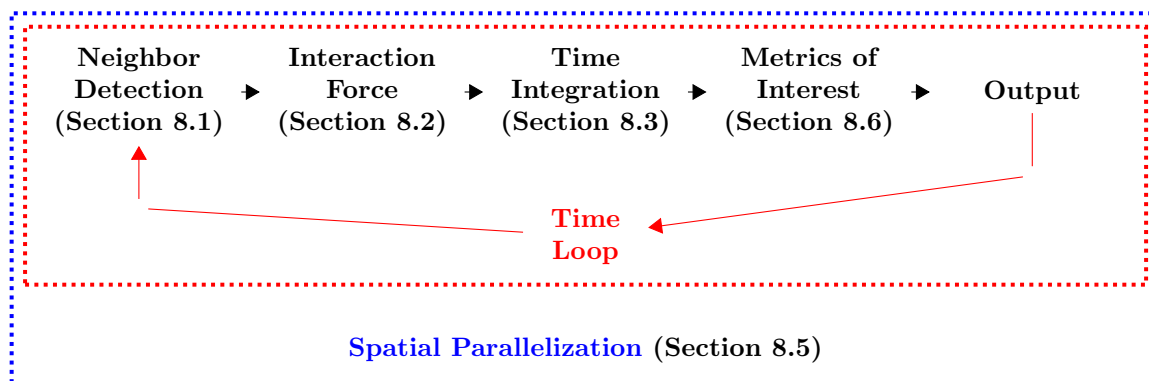 Neighbor
Detection
(Section 8.1)
Interaction
Force
(Section 8.2)
Time
Integration
(Section 8.3)
Metrics of
Interest
(Section 8.6)
Output
Time
Loop
Spatial Parallelization (Section 8.5)